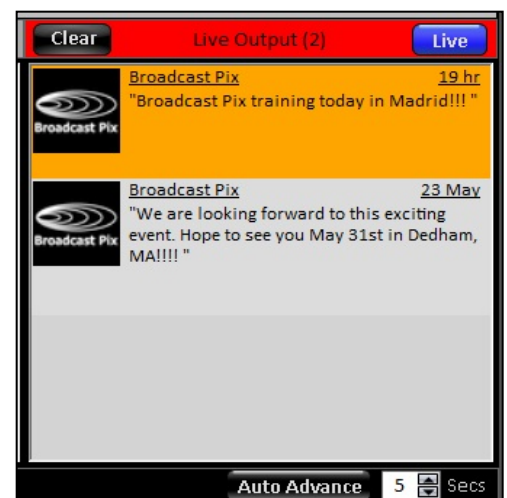 Clear Live Output (2) Live
Broadcast Pix 19 hr
"Broadcast Pix training today in Madrid!!! "
Broadcast Pix
Broadcast Pix 23 May
"We are looking forward to this exciting
event. Hope to see you May 31st in Dedham,
MA!!!! "
Broadcast Pix
Auto Advance 5 Secs